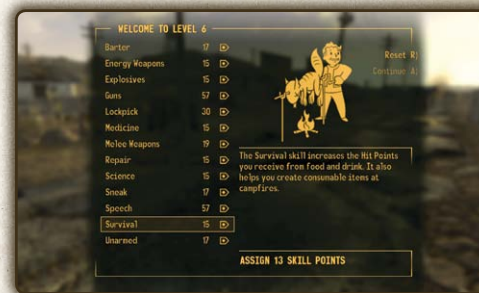 WELCOME TO LEVEL 6
Barter 17
Energy Weapons 15
Explosives 15
Guns 57
Lockpick 30
Medicine 15
Melee Weapons 19
Repair 15
Science 15
Sneak 17
Speech 57
Survival 15
Unarmed 17
Reset R)
Continue A)
The Survival skill increases the Hit Points
you receive from food and drink. It also
helps you create consumable items at
campfires.
ASSIGN 13 SKILL POINTS